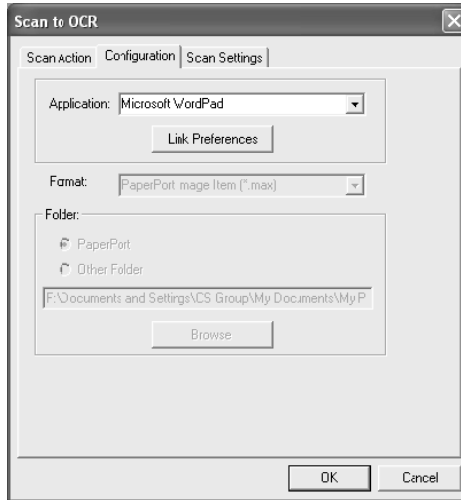 Scan to OCR
Scan Action Configuration Scan Settings
Application: Microsoft WordPad
Link Preferences
Format: PaperPort mage Item (*.max)
Folder:
PaperPort
Other Folder
F:\Documents and Settings\CS Group\My Documents\My P
Browse
OK Cancel